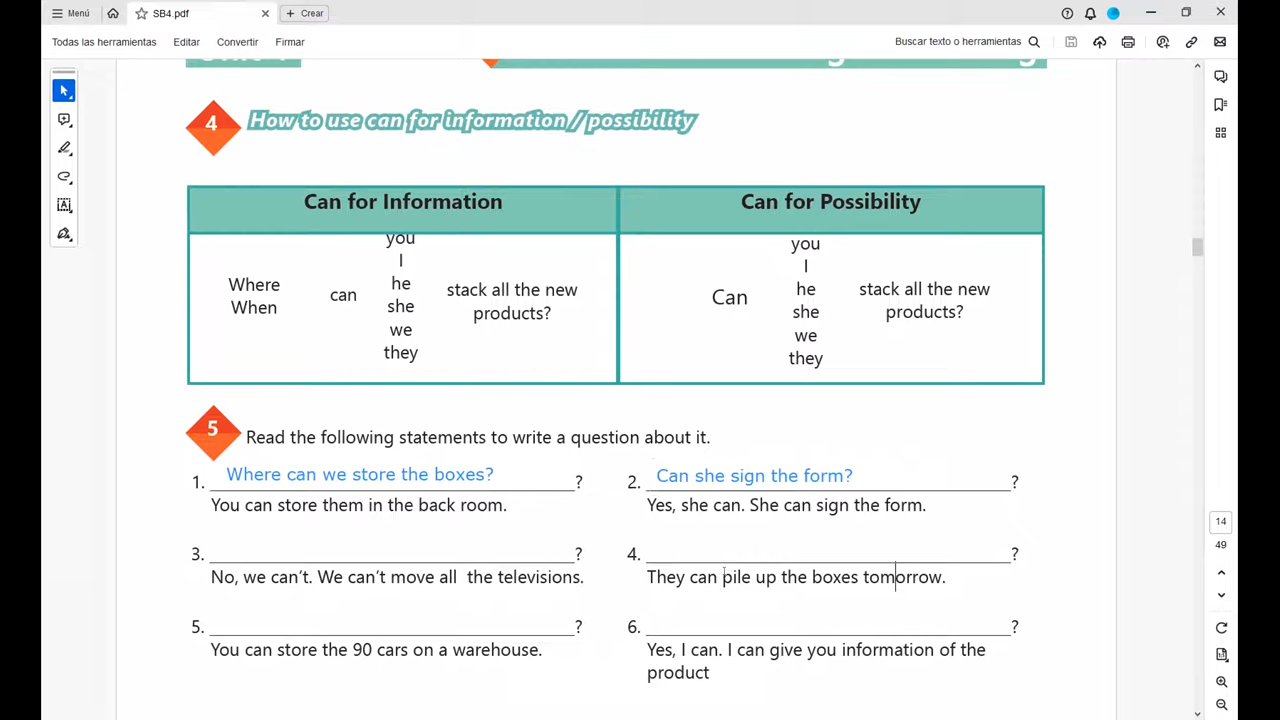 Menú
SB4.pdf
Crear
Todas las herramientas
Editar
Convertir
Firmar
Buscar texto o herramientas
4
How to use can for information / possibility
Can for Information
Can for Possibility
Where
When
can
you
I
he
she
we
they
stack all the new
products?
Can
you
I
he
she
we
they
stack all the new
products?
5
Read the following statements to write a question about it.
1. Where can we store the boxes? ?
You can store them in the back room.
2. Can she sign the form? ?
Yes, she can. She can sign the form.
3. ?
No, we can't. We can't move all the televisions.
4. ?
They can pile up the boxes tomorrow.
5. ?
You can store the 90 cars on a warehouse.
6. ?
Yes, I can. I can give you information of the
product
14
49